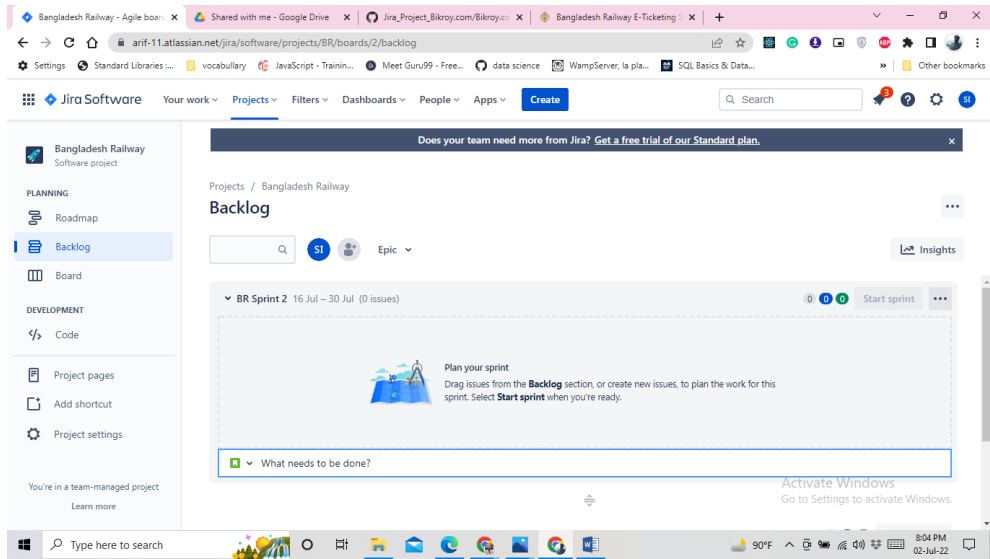 Bangladesh Railway - Agile boar
Shared with me - Google Drive
Jira_Project_Bikroy.com/Bikroy.c
Bangladesh Railway E-Ticketing S
arif-11.atlassian.net/jira/software/projects/BR/boards/2/backlog
Settings Standard Libraries :... vocabullary JavaScript - Trainin... Meet Guru99 - Free... data science WampServer, la pla... SQL Basics & Data... » Other bookmarks
Jira Software Your work Projects Filters Dashboards People Apps Create Search 3 SI
Bangladesh Railway
Software project
PLANNING
Roadmap
Backlog
Board
DEVELOPMENT
Code
Project pages
Add shortcut
Project settings
You're in a team-managed project
Learn more
Does your team need more from Jira? Get a free trial of our Standard plan.
Projects / Bangladesh Railway
Backlog
SI Epic Insights
BR Sprint 2 16 Jul – 30 Jul (0 issues) 0 0 0 Start sprint
Plan your sprint
Drag issues from the Backlog section, or create new issues, to plan the work for this
sprint. Select Start sprint when you're ready.
What needs to be done?
Activate Windows
Go to Settings to activate Windows.
Type here to search 90°F 8:04 PM
02-Jul-22